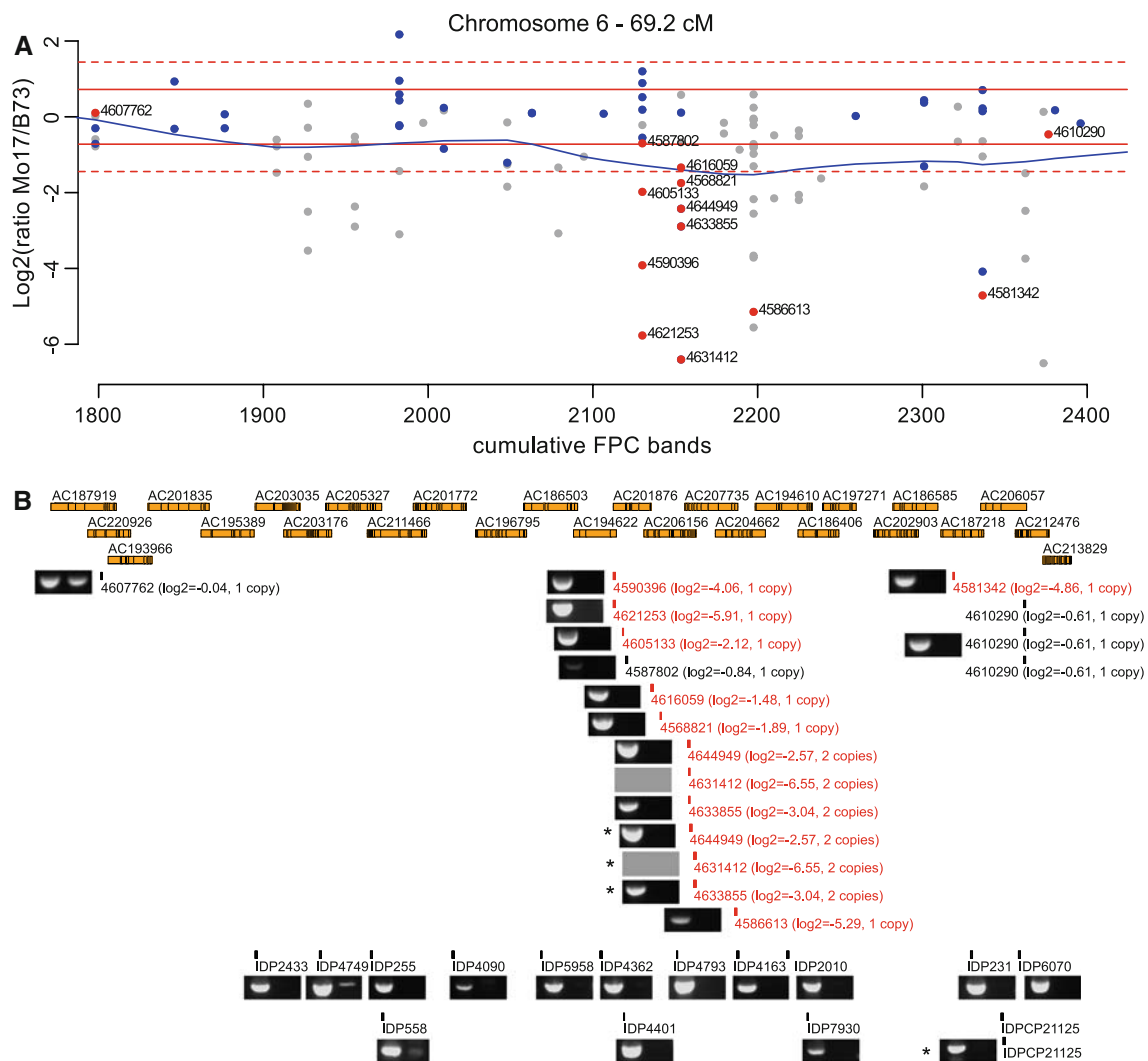 Chromosome 6 - 69.2 cM
A
Log2(ratio Mo17/B73)
2
0
-2
-4
-6
4607762
4587802
4610290
4616059
4568821
4605133
4644949
4633855
4590396
4581342
4586613
4621253
4631412
1800 1900 2000 2100 2200 2300 2400
cumulative FPC bands
B
AC187919 AC201835 AC203035 AC205327 AC201772 AC186503 AC201876 AC207735 AC194610 AC197271 AC186585 AC206057
AC220926 AC195389 AC203176 AC211466 AC196795 AC194622 AC206156 AC204662 AC186406 AC202903 AC187218 AC212476
AC193966 AC213829
4607762 (log2=-0.04, 1 copy) 4590396 (log2=-4.06, 1 copy) 4581342 (log2=-4.86, 1 copy)
4621253 (log2=-5.91, 1 copy) 4610290 (log2=-0.61, 1 copy)
4605133 (log2=-2.12, 1 copy) 4610290 (log2=-0.61, 1 copy)
4587802 (log2=-0.84, 1 copy) 4610290 (log2=-0.61, 1 copy)
4616059 (log2=-1.48, 1 copy)
4568821 (log2=-1.89, 1 copy)
4644949 (log2=-2.57, 2 copies)
4631412 (log2=-6.55, 2 copies)
4633855 (log2=-3.04, 2 copies)
* 4644949 (log2=-2.57, 2 copies)
* 4631412 (log2=-6.55, 2 copies)
* 4633855 (log2=-3.04, 2 copies)
4586613 (log2=-5.29, 1 copy)
IDP2433 IDP4749 IDP255 IDP4090 IDP5958 IDP4362 IDP4793 IDP4163 IDP2010 IDP231 IDP6070
IDP558 IDP4401 IDP7930 IDPCP21125
* IDPCP21125